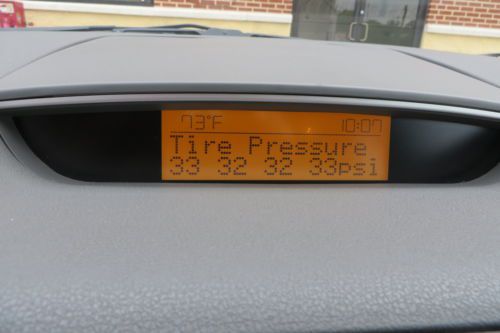 73°F 10:07
Tire Pressure
33 32 32 33psi